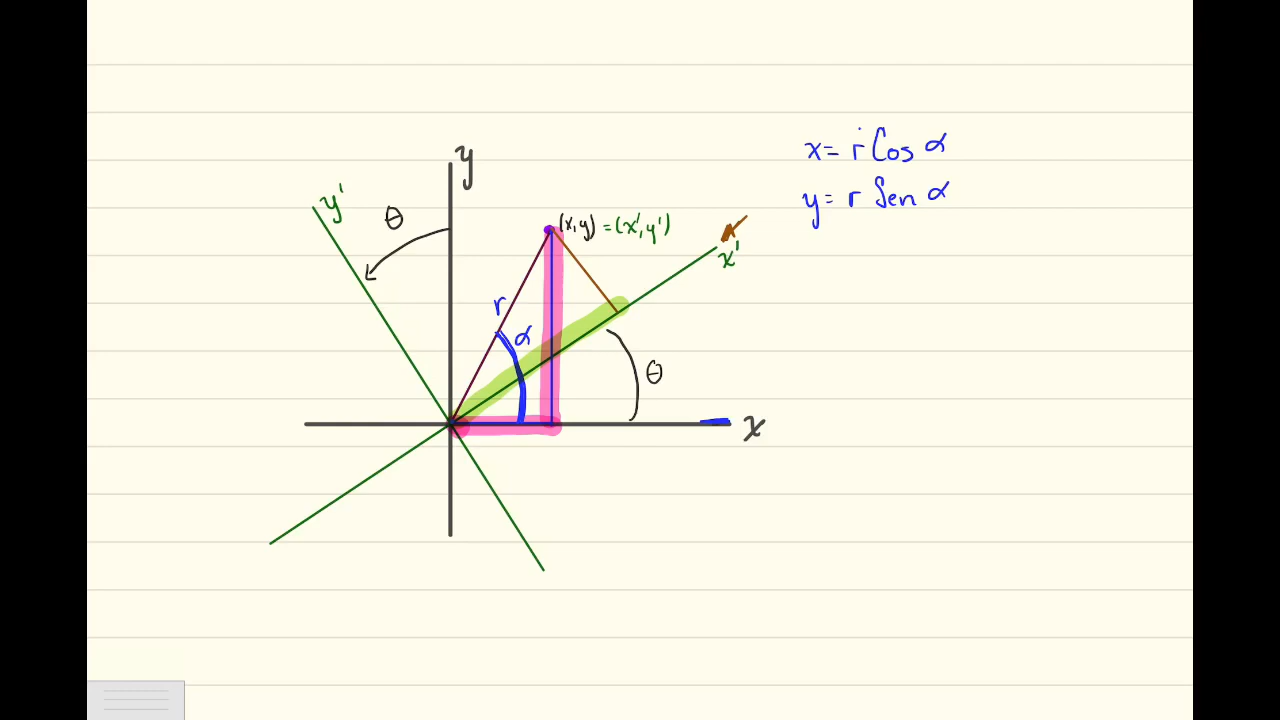 x = r Cos α
y = r Sen α
y
y'
θ
(x,y) = (x',y')
x'
r
α
θ
x